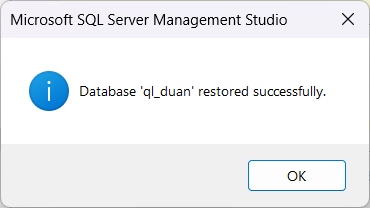 Microsoft SQL Server Management Studio
Database 'ql_duan' restored successfully.
OK